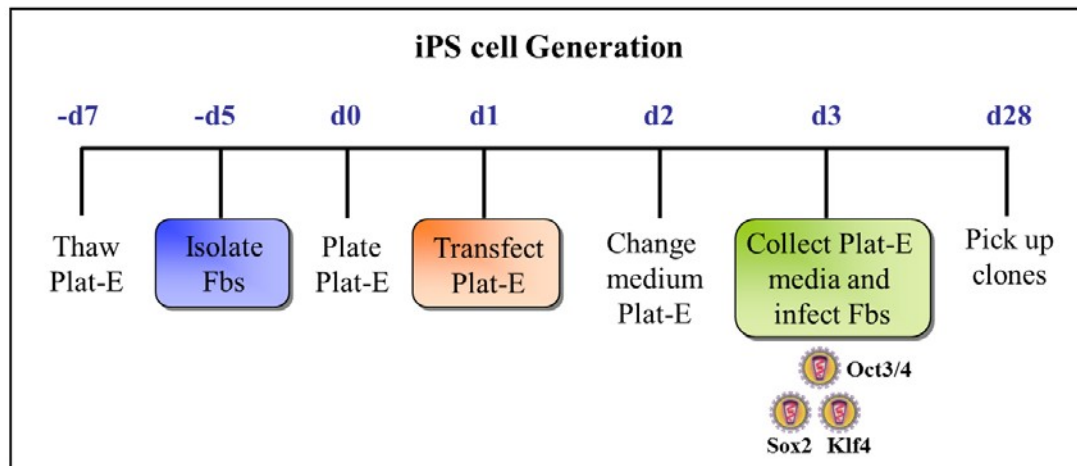 iPS cell Generation
-d7
-d5
d0
d1
d2
d3
d28
Thaw
Plat-E
Isolate
Fbs
Plate
Plat-E
Transfect
Plat-E
Change
medium
Plat-E
Collect Plat-E
media and
infect Fbs
Pick up
clones
Oct3/4
Sox2
Klf4